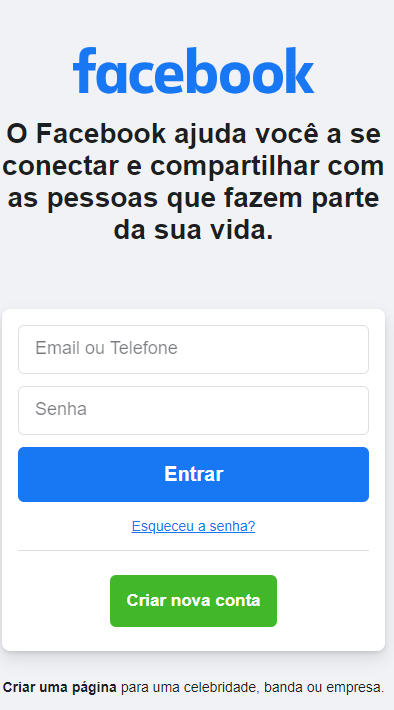 facebook
O Facebook ajuda você a se
conectar e compartilhar com
as pessoas que fazem parte
da sua vida.
Email ou Telefone
Senha
Entrar
Esqueceu a senha?
Criar nova conta
Criar uma página para uma celebridade, banda ou empresa.